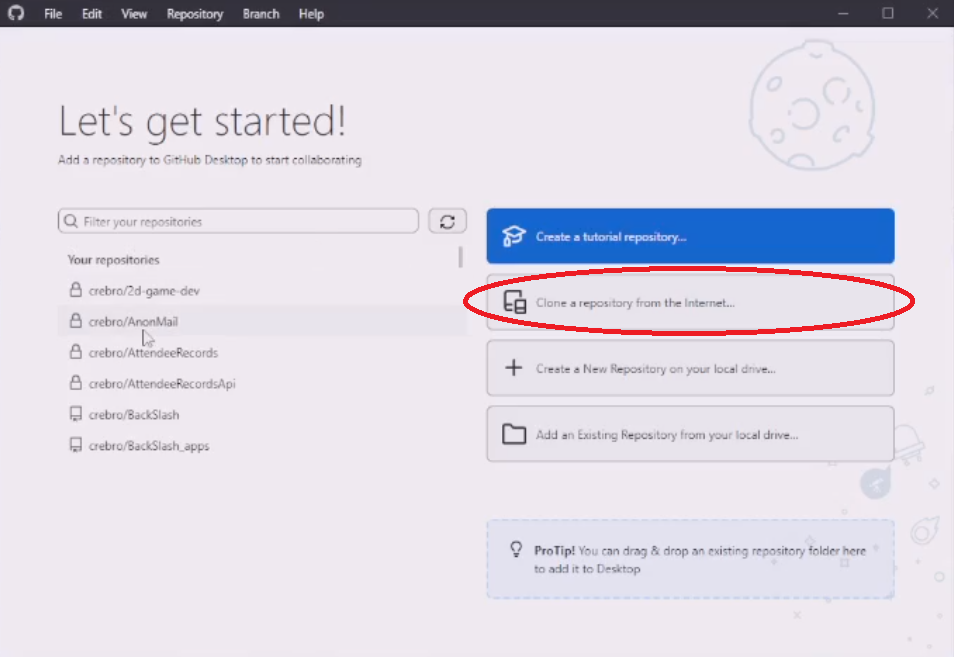 File Edit View Repository Branch Help
Let's get started!
Add a repository to GitHub Desktop to start collaborating
Filter your repositories
Your repositories
crebro/2d-game-dev
crebro/AnonMail
crebro/AttendeeRecords
crebro/AttendeeRecordsApi
crebro/BackSlash
crebro/BackSlash_apps
Create a tutorial repository...
Clone a repository from the Internet...
Create a New Repository on your local drive...
Add an Existing Repository from your local drive...
ProTip! You can drag & drop an existing repository folder here
to add it to Desktop